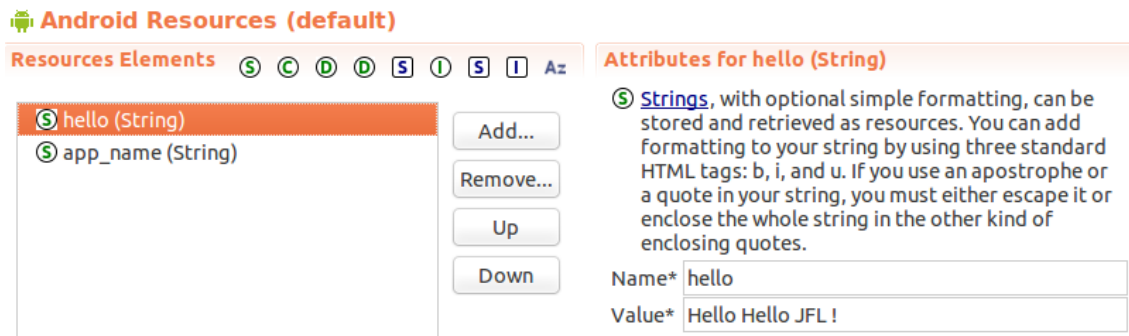 Android Resources (default)
Resources Elements S C D D S I S I Az
hello (String)
app_name (String)
Add...
Remove...
Up
Down
Attributes for hello (String)
Strings, with optional simple formatting, can be
stored and retrieved as resources. You can add
formatting to your string by using three standard
HTML tags: b, i, and u. If you use an apostrophe or
a quote in your string, you must either escape it or
enclose the whole string in the other kind of
enclosing quotes.
Name* hello
Value* Hello Hello JFL !